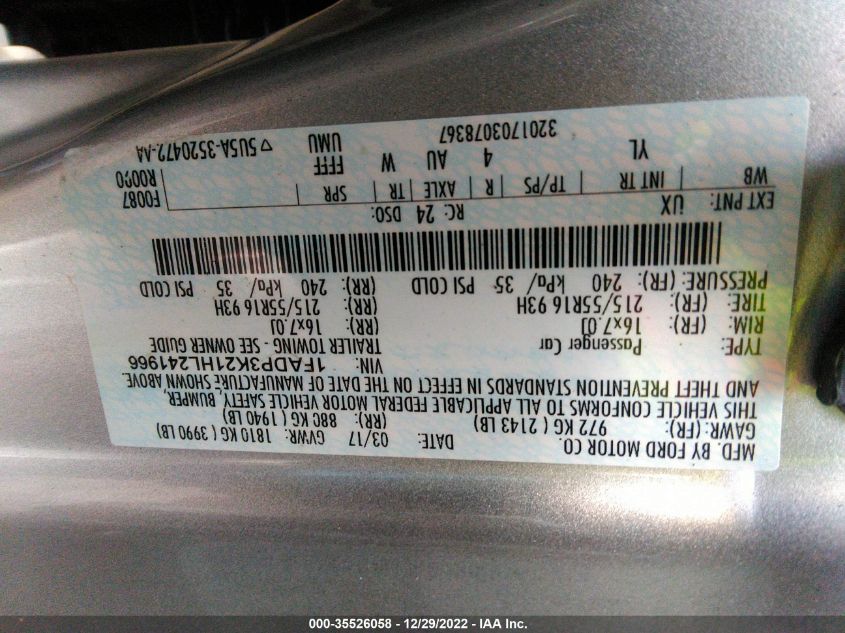 MFD. BY FORD MOTOR CO.
DATE: 03/17 GVWR: 1810 KG ( 3990 LB)
GAWR: (FR): 972 KG ( 2143 LB) (RR): 880 KG ( 1940 LB)
THIS VEHICLE CONFORMS TO ALL APPLICABLE FEDERAL MOTOR VEHICLE SAFETY, BUMPER,
AND THEFT PREVENTION STANDARDS IN EFFECT ON THE DATE OF MANUFACTURE SHOWN ABOVE.
VIN: 1FADP3K21HL241966
TYPE: Passenger Car TRAILER TOWING - SEE OWNER GUIDE
RIM: (FR): 16x7.0J (RR): 16x7.0J
TIRE: (FR): 215/55R16 93H (RR): 215/55R16 93H
PRESSURE: (FR): 240 kPa/ 35 PSI COLD (RR): 240 kPa/ 35 PSI COLD
EXT PNT: UX RC: 24 DSO: F0087
WB INT TR TP/PS R AXLE TR SPR R0090
YL 4 AU W FFFF UMU
3201703078367 ▽ 5U5A-3520472-AA
000-35526058 - 12/29/2022 - IAA Inc.